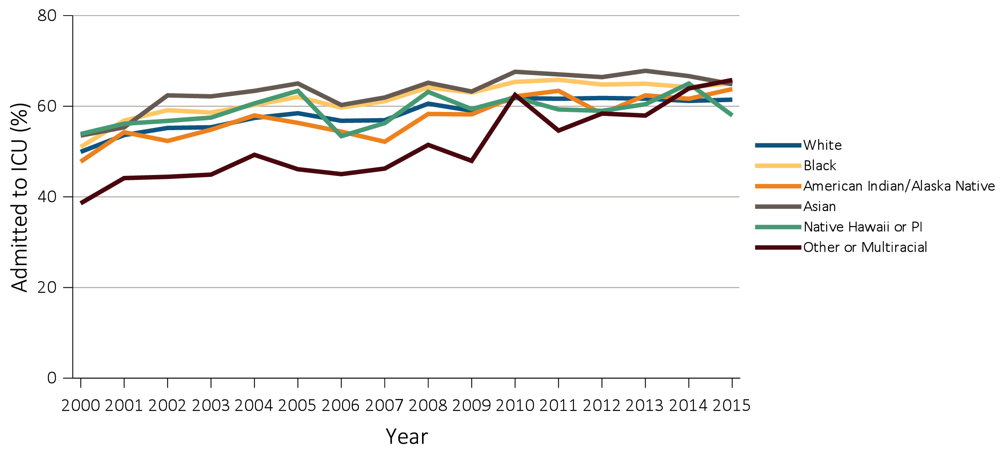 Admitted to ICU (%)
80
60
40
20
0
2000 2001 2002 2003 2004 2005 2006 2007 2008 2009 2010 2011 2012 2013 2014 2015
Year
White
Black
American Indian/Alaska Native
Asian
Native Hawaii or PI
Other or Multiracial